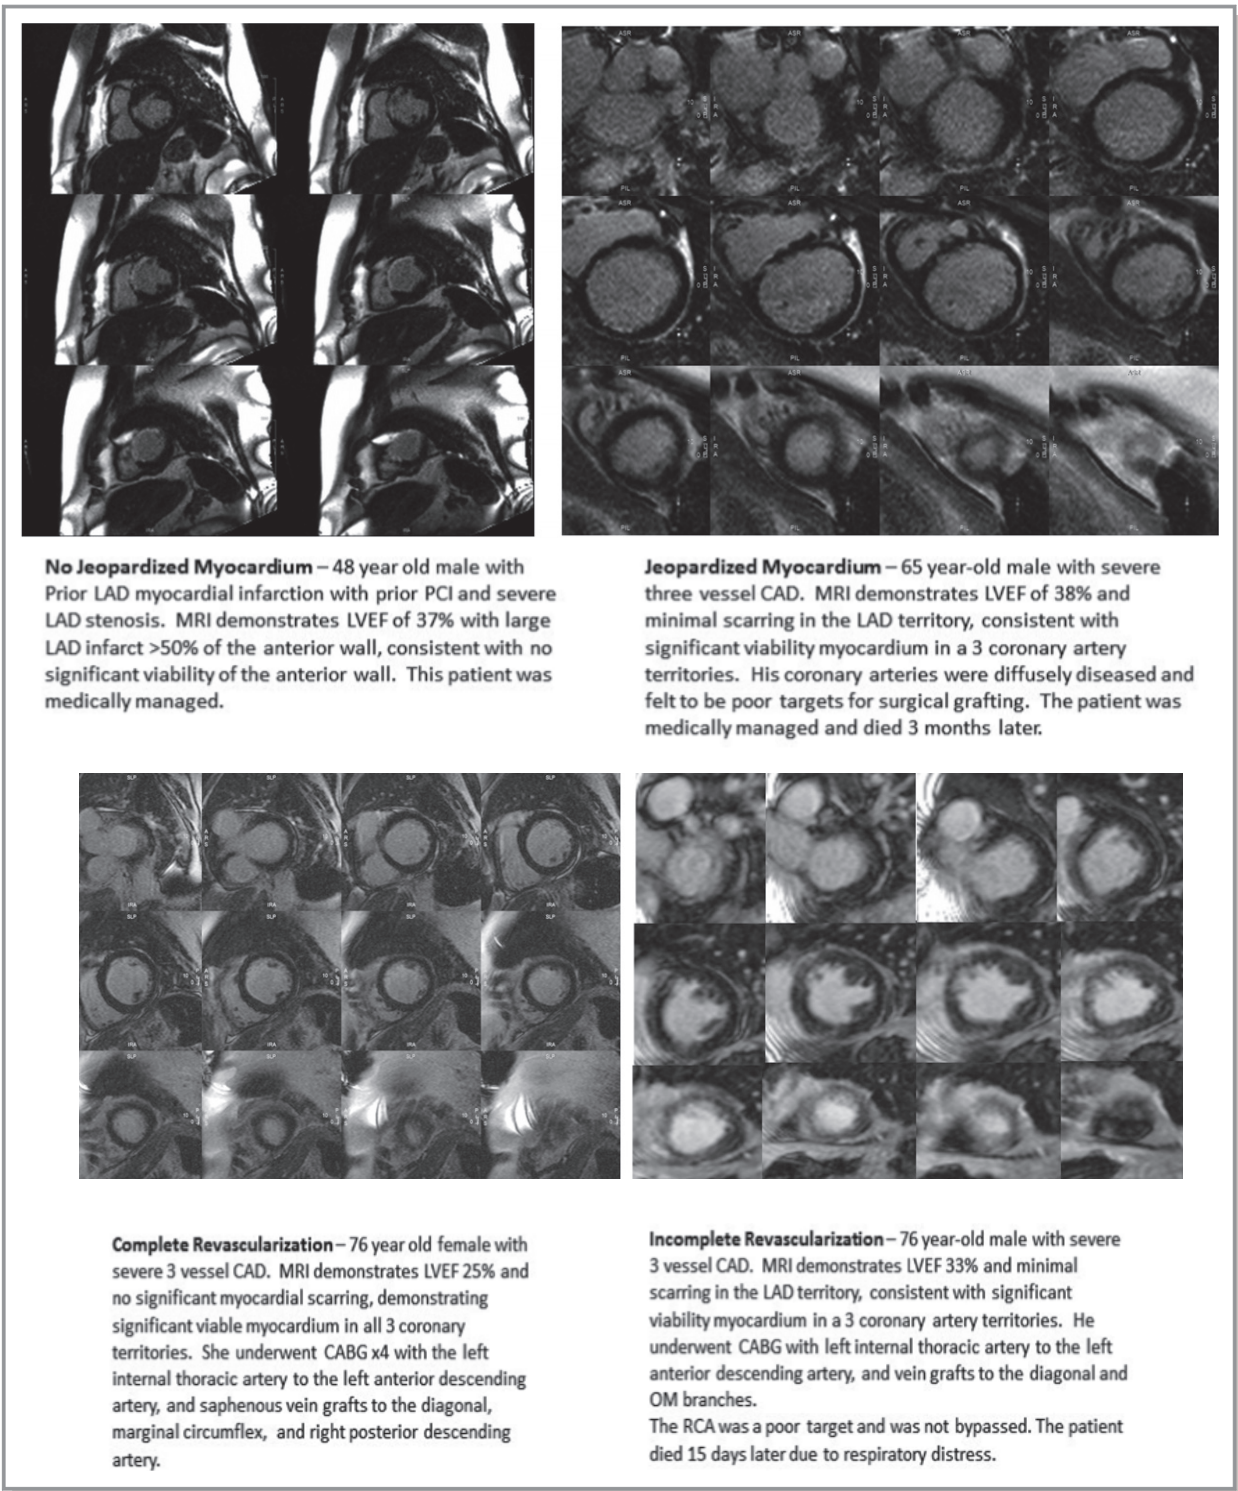 No Jeopardized Myocardium – 48 year old male with
Prior LAD myocardial infarction with prior PCI and severe
LAD stenosis.  MRI demonstrates LVEF of 37% with large
LAD infarct >50% of the anterior wall, consistent with no
significant viability of the anterior wall.  This patient was
medically managed.
Jeopardized Myocardium – 65 year-old male with severe
three vessel CAD.  MRI demonstrates LVEF of 38% and
minimal scarring in the LAD territory, consistent with
significant viability myocardium in a 3 coronary artery
territories.  His coronary arteries were diffusely diseased and
felt to be poor targets for surgical grafting.  The patient was
medically managed and died 3 months later.
Complete Revascularization – 76 year old female with
severe 3 vessel CAD.  MRI demonstrates LVEF 25% and
no significant myocardial scarring, demonstrating
significant viable myocardium in all 3 coronary
territories.  She underwent CABG x4 with the left
internal thoracic artery to the left anterior descending
artery, and saphenous vein grafts to the diagonal,
marginal circumflex,  and right posterior descending
artery.
Incomplete Revascularization – 76 year-old male with severe
3 vessel CAD.  MRI demonstrates LVEF 33% and minimal
scarring in the LAD territory, consistent with significant
viability myocardium in a 3 coronary artery territories.  He
underwent CABG with left internal thoracic artery to the left
anterior descending artery, and vein grafts to the diagonal and
OM branches.
The RCA was a poor target and was not bypassed. The patient
died 15 days later due to respiratory distress.